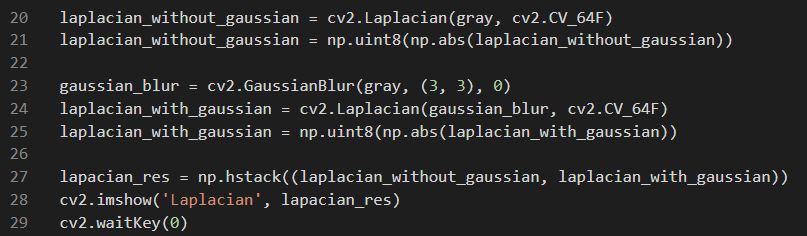 20 laplacian_without_gaussian = cv2.Laplacian(gray, cv2.CV_64F)
21 laplacian_without_gaussian = np.uint8(np.abs(laplacian_without_gaussian))
22
23 gaussian_blur = cv2.GaussianBlur(gray, (3, 3), 0)
24 laplacian_with_gaussian = cv2.Laplacian(gaussian_blur, cv2.CV_64F)
25 laplacian_with_gaussian = np.uint8(np.abs(laplacian_with_gaussian))
26
27 lapacian_res = np.hstack((laplacian_without_gaussian, laplacian_with_gaussian))
28 cv2.imshow('Laplacian', lapacian_res)
29 cv2.waitKey(0)